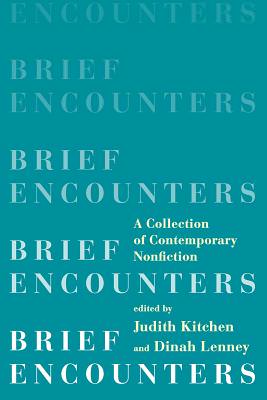 ENCOUNTERS
BRIEF
ENCOUNTERS
BRIEF
ENCOUNTERS
A Collection
of Contemporary
Nonfiction
BRIEF
ENCOUNTERS
edited by
Judith Kitchen
and Dinah Lenney
BRIEF
ENCOUNTERS